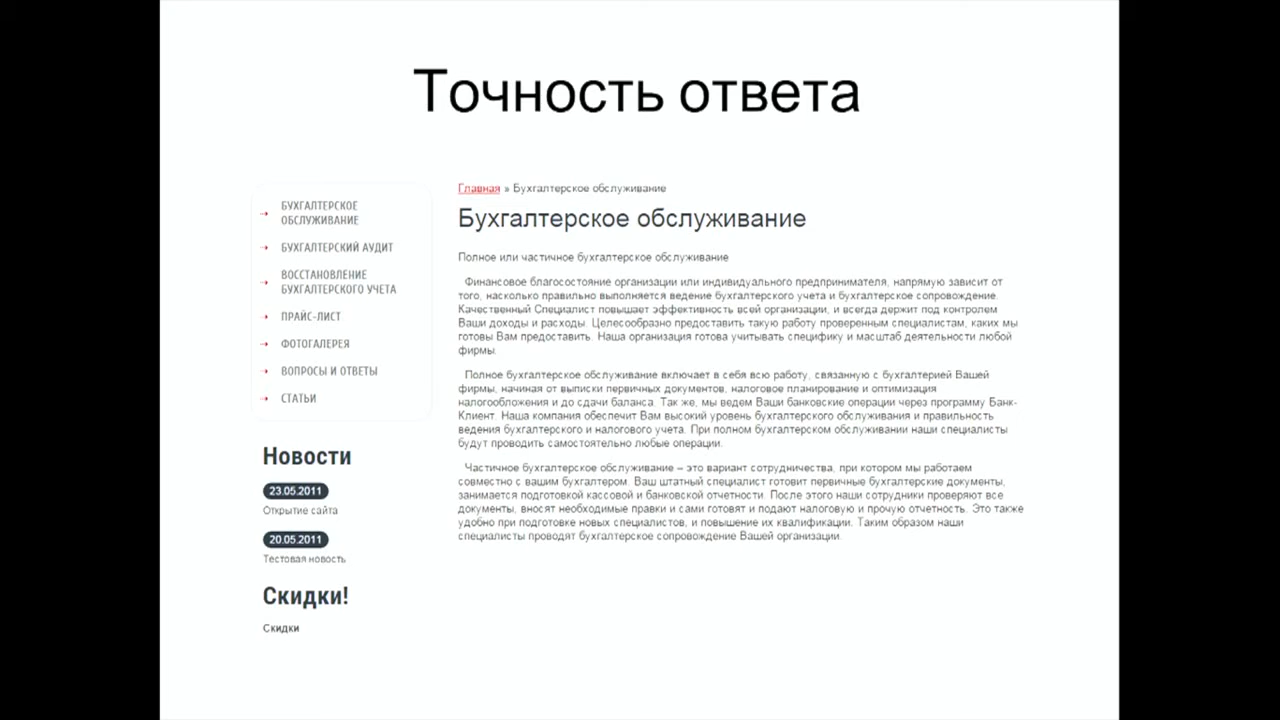 Точность ответа
БУХГАЛТЕРСКОЕ
ОБСЛУЖИВАНИЕ
БУХГАЛТЕРСКИЙ АУДИТ
ВОССТАНОВЛЕНИЕ
БУХГАЛТЕРСКОГО УЧЕТА
ПРАЙС-ЛИСТ
ФОТОГАЛЕРЕЯ
ВОПРОСЫ И ОТВЕТЫ
СТАТЬИ
Новости
23.05.2011
Открытие сайта
20.05.2011
Тестовая новость
Скидки!
Скидки
Главная » Бухгалтерское обслуживание
Бухгалтерское обслуживание
Полное или частичное бухгалтерское обслуживание
Финансовое благосостояние организации или индивидуального предпринимателя, напрямую зависит от
того, насколько правильно выполняется ведение бухгалтерского учета и бухгалтерское сопровождение.
Качественный Специалист повышает эффективность всей организации, и всегда держит под контролем
Ваши доходы и расходы. Целесообразно предоставить такую работу проверенным специалистам, каких мы
готовы Вам предоставить. Наша организация готова учитывать специфику и масштаб деятельности любой
фирмы.
Полное бухгалтерское обслуживание включает в себя всю работу, связанную с бухгалтерией Вашей
фирмы, начиная от выписки первичных документов, налоговое планирование и оптимизация
налогообложения и до сдачи баланса. Так же, мы ведем Ваши банковские операции через программу Банк-
Клиент. Наша компания обеспечит Вам высокий уровень бухгалтерского обслуживания и правильность
ведения бухгалтерского и налогового учета. При полном бухгалтерском обслуживании наши специалисты
будут проводить самостоятельно любые операции.
Частичное бухгалтерское обслуживание – это вариант сотрудничества, при котором мы работаем
совместно с вашим бухгалтером. Ваш штатный специалист готовит первичные бухгалтерские документы,
занимается подготовкой кассовой и банковской отчетности. После этого наши сотрудники проверяют все
документы, вносят необходимые правки и сами готовят и подают налоговую и прочую отчетность. Это также
удобно при подготовке новых специалистов, и повышение их квалификации. Таким образом наши
специалисты проводят бухгалтерское сопровождение Вашей организации.